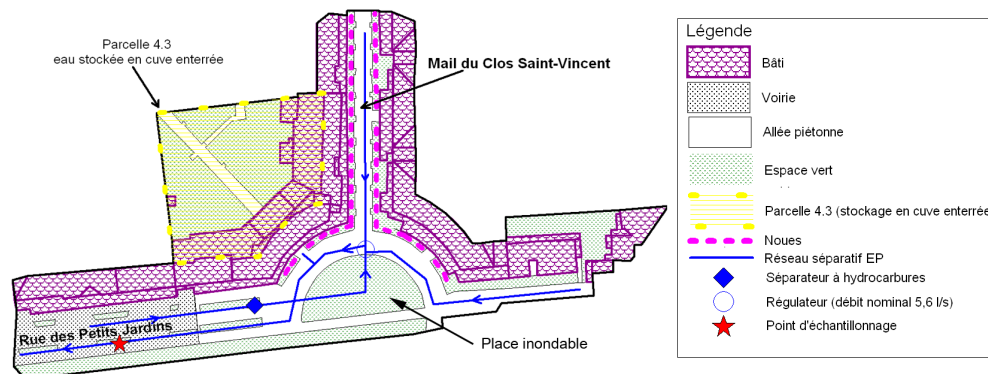 Parcelle 4.3
eau stockée en cuve enterrée
Mail du Clos Saint-Vincent
Rue des Petits Jardins
Place inondable
Légende
Bâti
Voirie
Allée piétonne
Espace vert
Parcelle 4.3 (stockage en cuve enterrée
Noues
Réseau séparatif EP
Séparateur à hydrocarbures
Régulateur (débit nominal 5,6 l/s)
Point d'échantillonnage